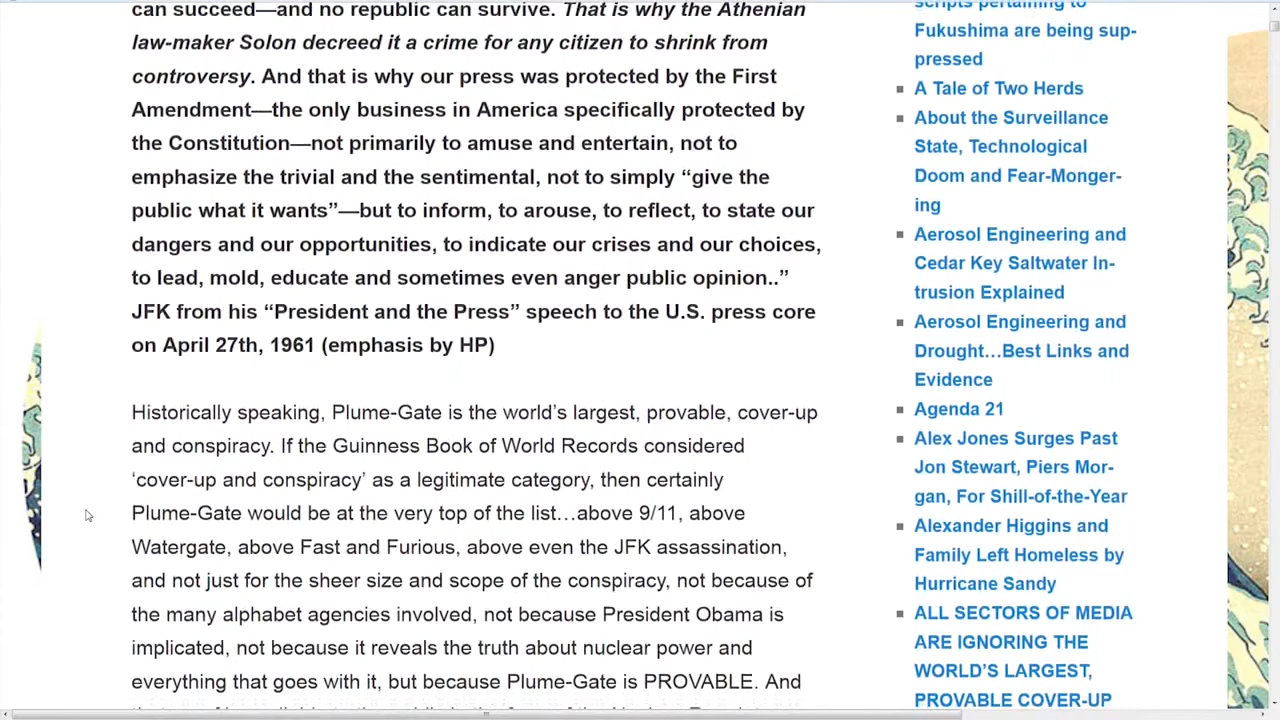 can succeed—and no republic can survive. That is why the Athenian
law-maker Solon decreed it a crime for any citizen to shrink from
controversy. And that is why our press was protected by the First
Amendment—the only business in America specifically protected by
the Constitution—not primarily to amuse and entertain, not to
emphasize the trivial and the sentimental, not to simply “give the
public what it wants”—but to inform, to arouse, to reflect, to state our
dangers and our opportunities, to indicate our crises and our choices,
to lead, mold, educate and sometimes even anger public opinion..”
JFK from his “President and the Press” speech to the U.S. press core
on April 27th, 1961 (emphasis by HP)
Historically speaking, Plume-Gate is the world’s largest, provable, cover-up
and conspiracy. If the Guinness Book of World Records considered
‘cover-up and conspiracy’ as a legitimate category, then certainly
Plume-Gate would be at the very top of the list…above 9/11, above
Watergate, above Fast and Furious, above even the JFK assassination,
and not just for the sheer size and scope of the conspiracy, not because of
the many alphabet agencies involved, not because President Obama is
implicated, not because it reveals the truth about nuclear power and
everything that goes with it, but because Plume-Gate is PROVABLE. And
scripts pertaining to
Fukushima are being sup-
pressed
A Tale of Two Herds
About the Surveillance
State, Technological
Doom and Fear-Monger-
ing
Aerosol Engineering and
Cedar Key Saltwater In-
trusion Explained
Aerosol Engineering and
Drought…Best Links and
Evidence
Agenda 21
Alex Jones Surges Past
Jon Stewart, Piers Mor-
gan, For Shill-of-the-Year
Alexander Higgins and
Family Left Homeless by
Hurricane Sandy
ALL SECTORS OF MEDIA
ARE IGNORING THE
WORLD’S LARGEST,
PROVABLE COVER-UP